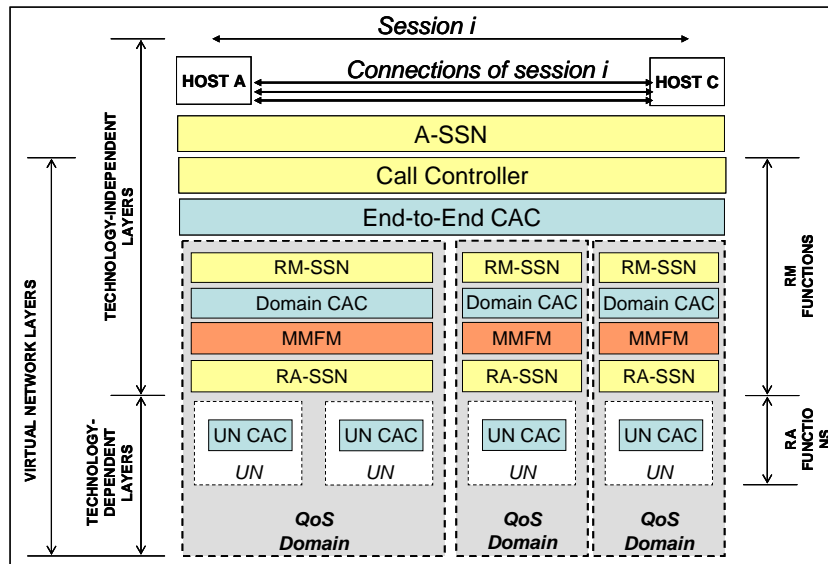 Session i
HOST A
Connections of session i
HOST C
A-SSN
Call Controller
End-to-End CAC
RM-SSN
RM-SSN
RM-SSN
Domain CAC
Domain CAC
Domain CAC
MMFM
MMFM
MMFM
RA-SSN
RA-SSN
RA-SSN
UN CAC
UN CAC
UN CAC
UN CAC
UN
UN
UN
UN
QoS
Domain
QoS
Domain
QoS
Domain
VIRTUAL NETWORK LAYERS
TECHNOLOGY-INDEPENDENT
LAYERS
TECHNOLOGY-
DEPENDENT
LAYERS
RM
FUNCTIONS
RA
FUNCTIO
NS